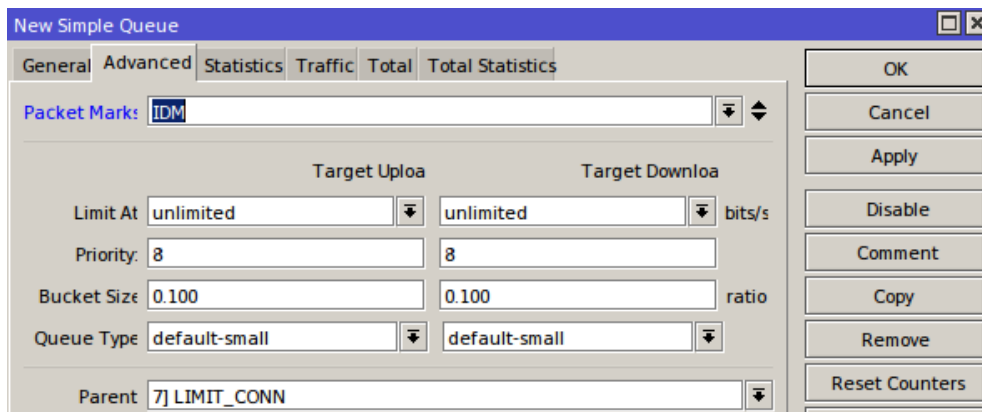 New Simple Queue
General Advanced Statistics Traffic Total Total Statistics
OK
Packet Marks IDM
Cancel
Apply
Target Uploa Target Downloa
Limit At unlimited unlimited bits/s
Disable
Priority: 8 8
Comment
Bucket Size 0.100 0.100 ratio
Copy
Queue Type default-small default-small
Remove
Parent 7] LIMIT_CONN
Reset Counters